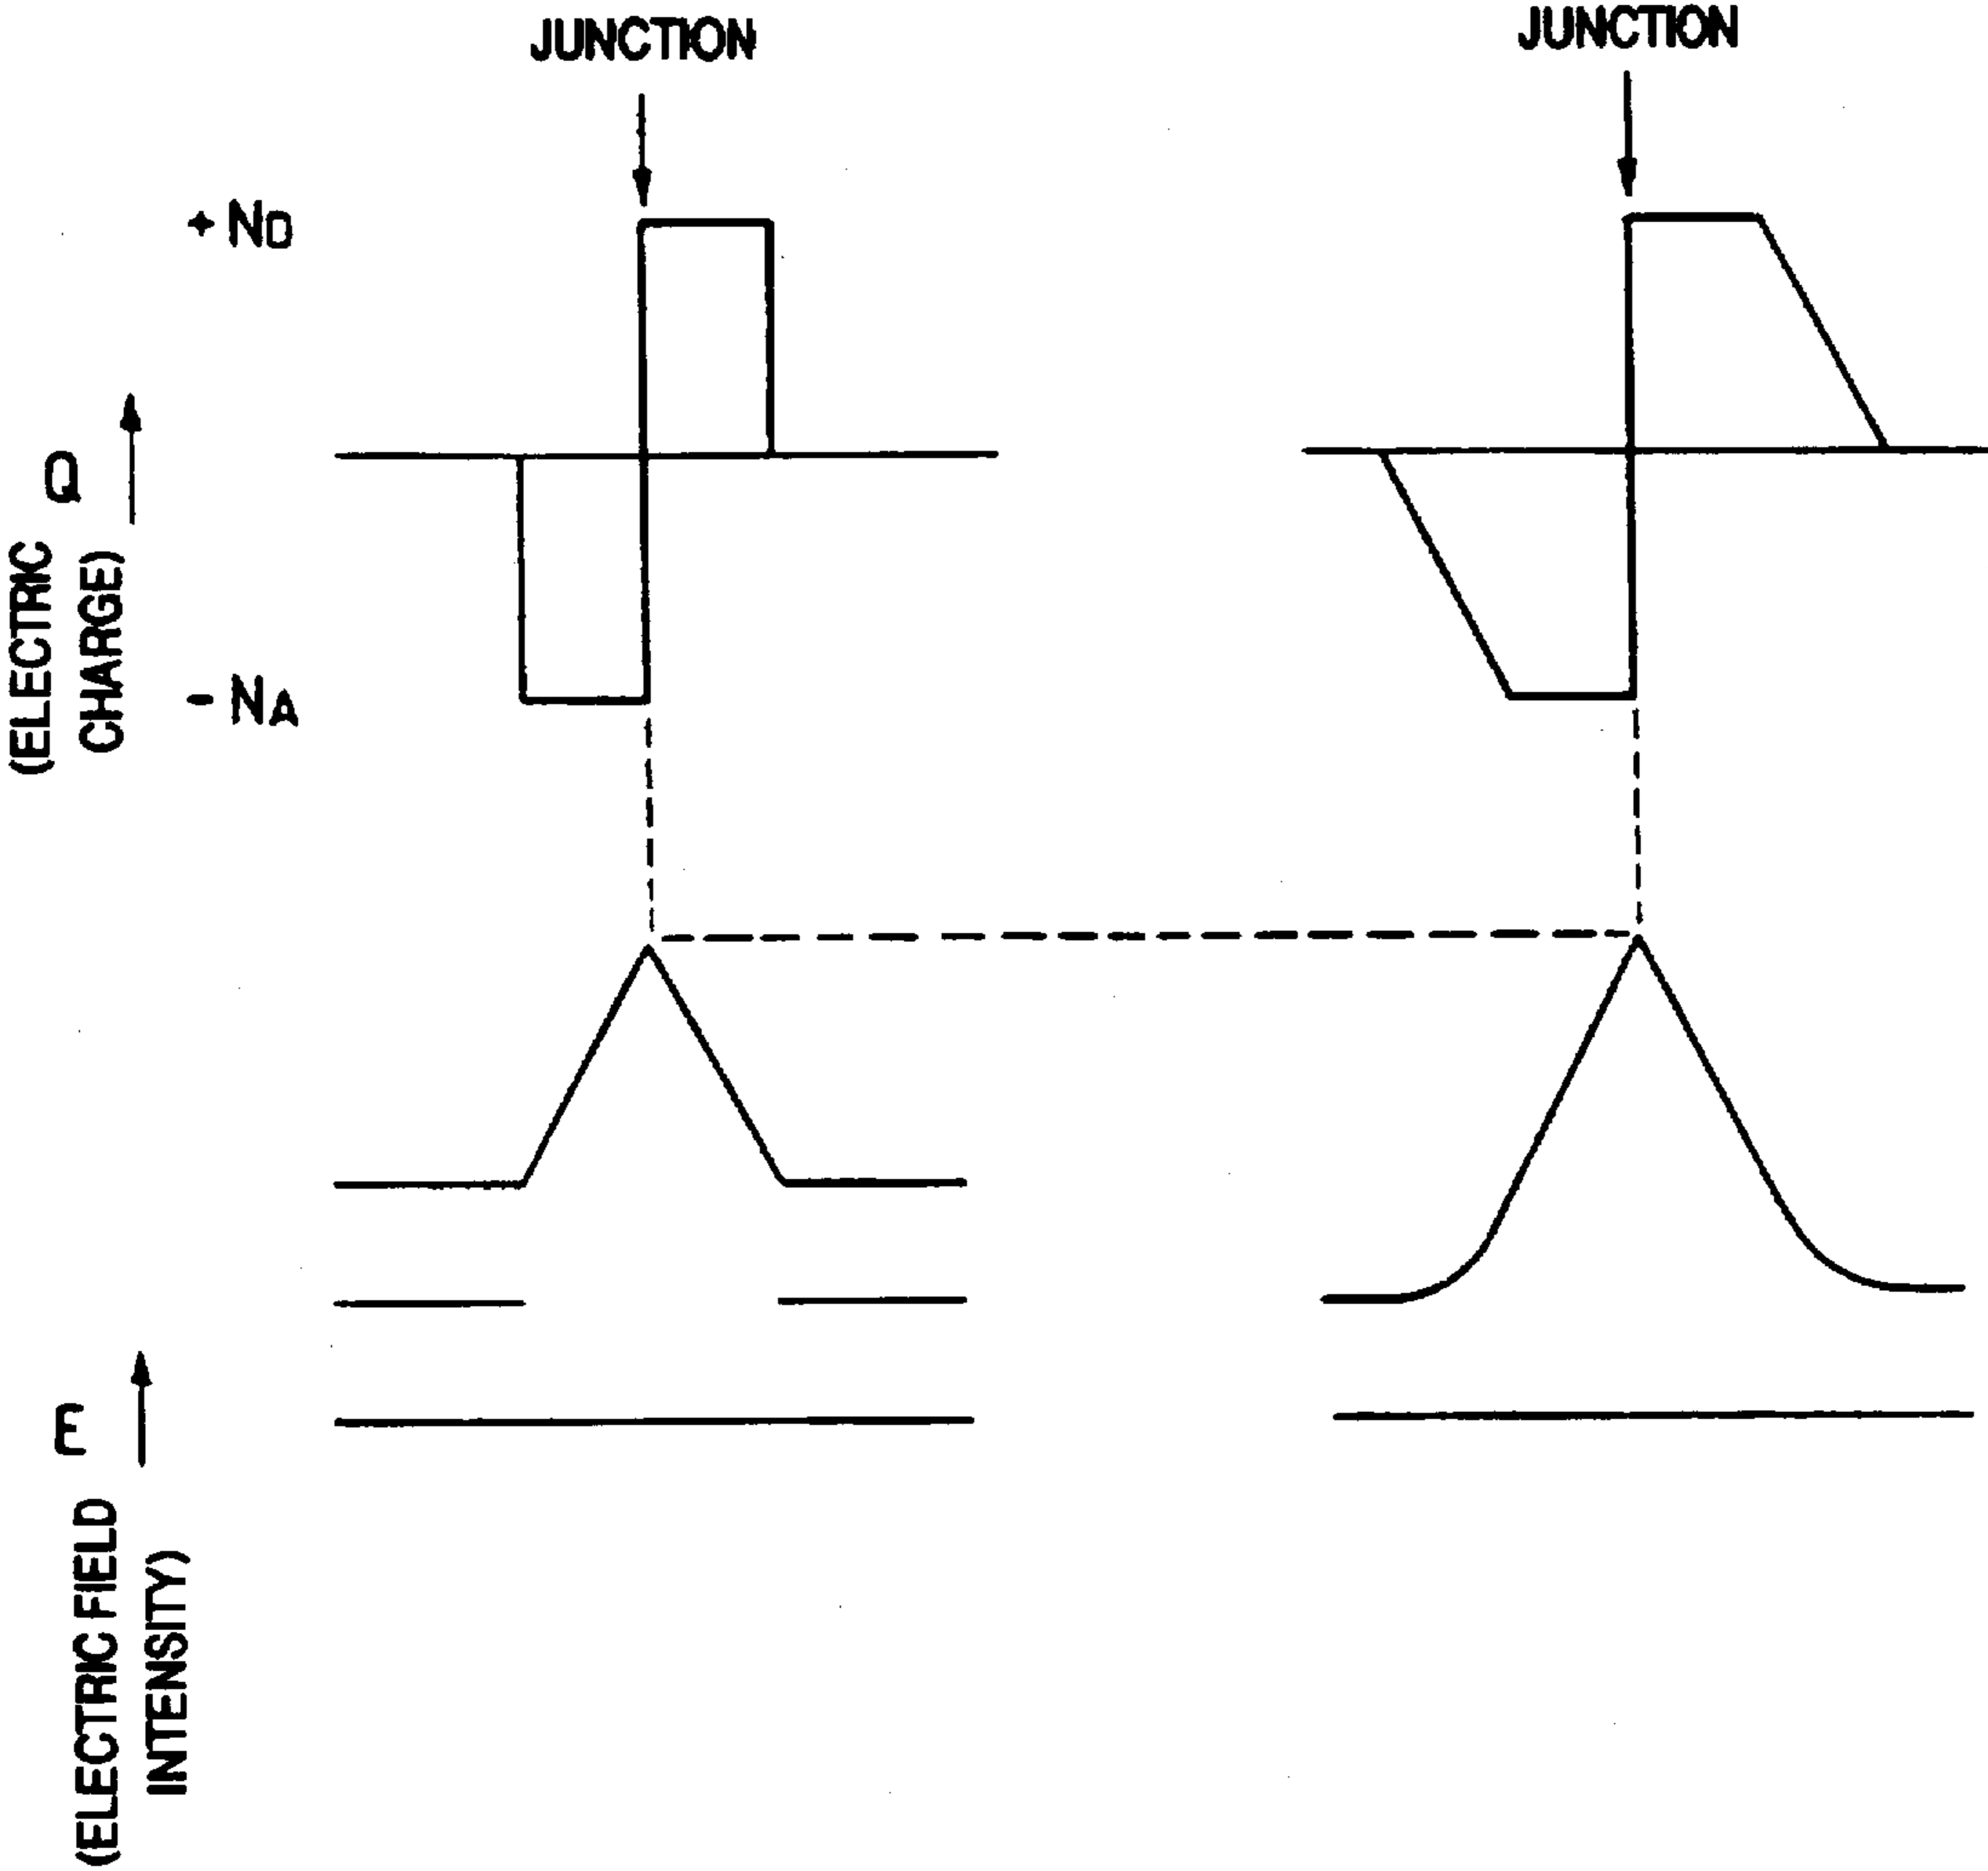 JUNCTION
JUNCTION
+ND
Q
(ELECTRIC
CHARGE)
-NA
E
(ELECTRIC FIELD
INTENSITY)